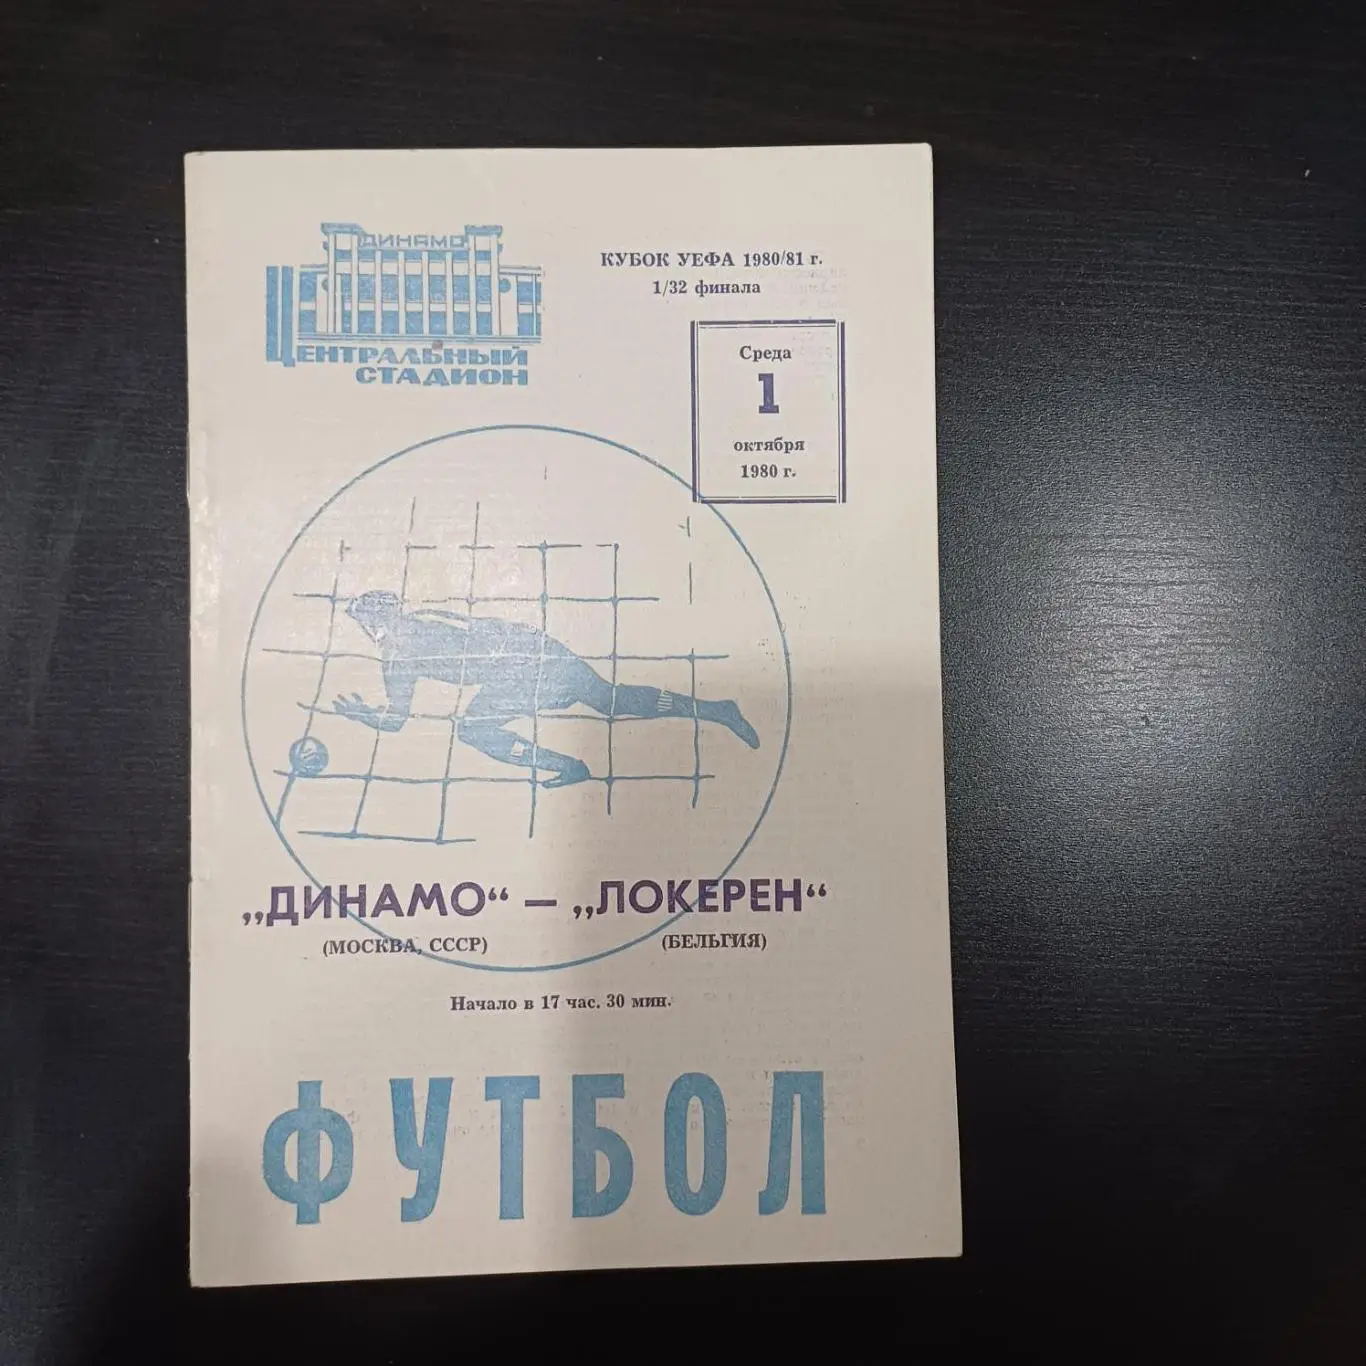 ДИНАМО
ЦЕНТРАЛЬНЫЙ
СТАДИОН
КУБОК УЕФА 1980/81 г.
1/32 финала
Среда
1
октября
1980 г.
„ДИНАМО“ — „ЛОКЕРЕН“
(МОСКВА, СССР) (БЕЛЬГИЯ)
Начало в 17 час. 30 мин.
ФУТБОЛ